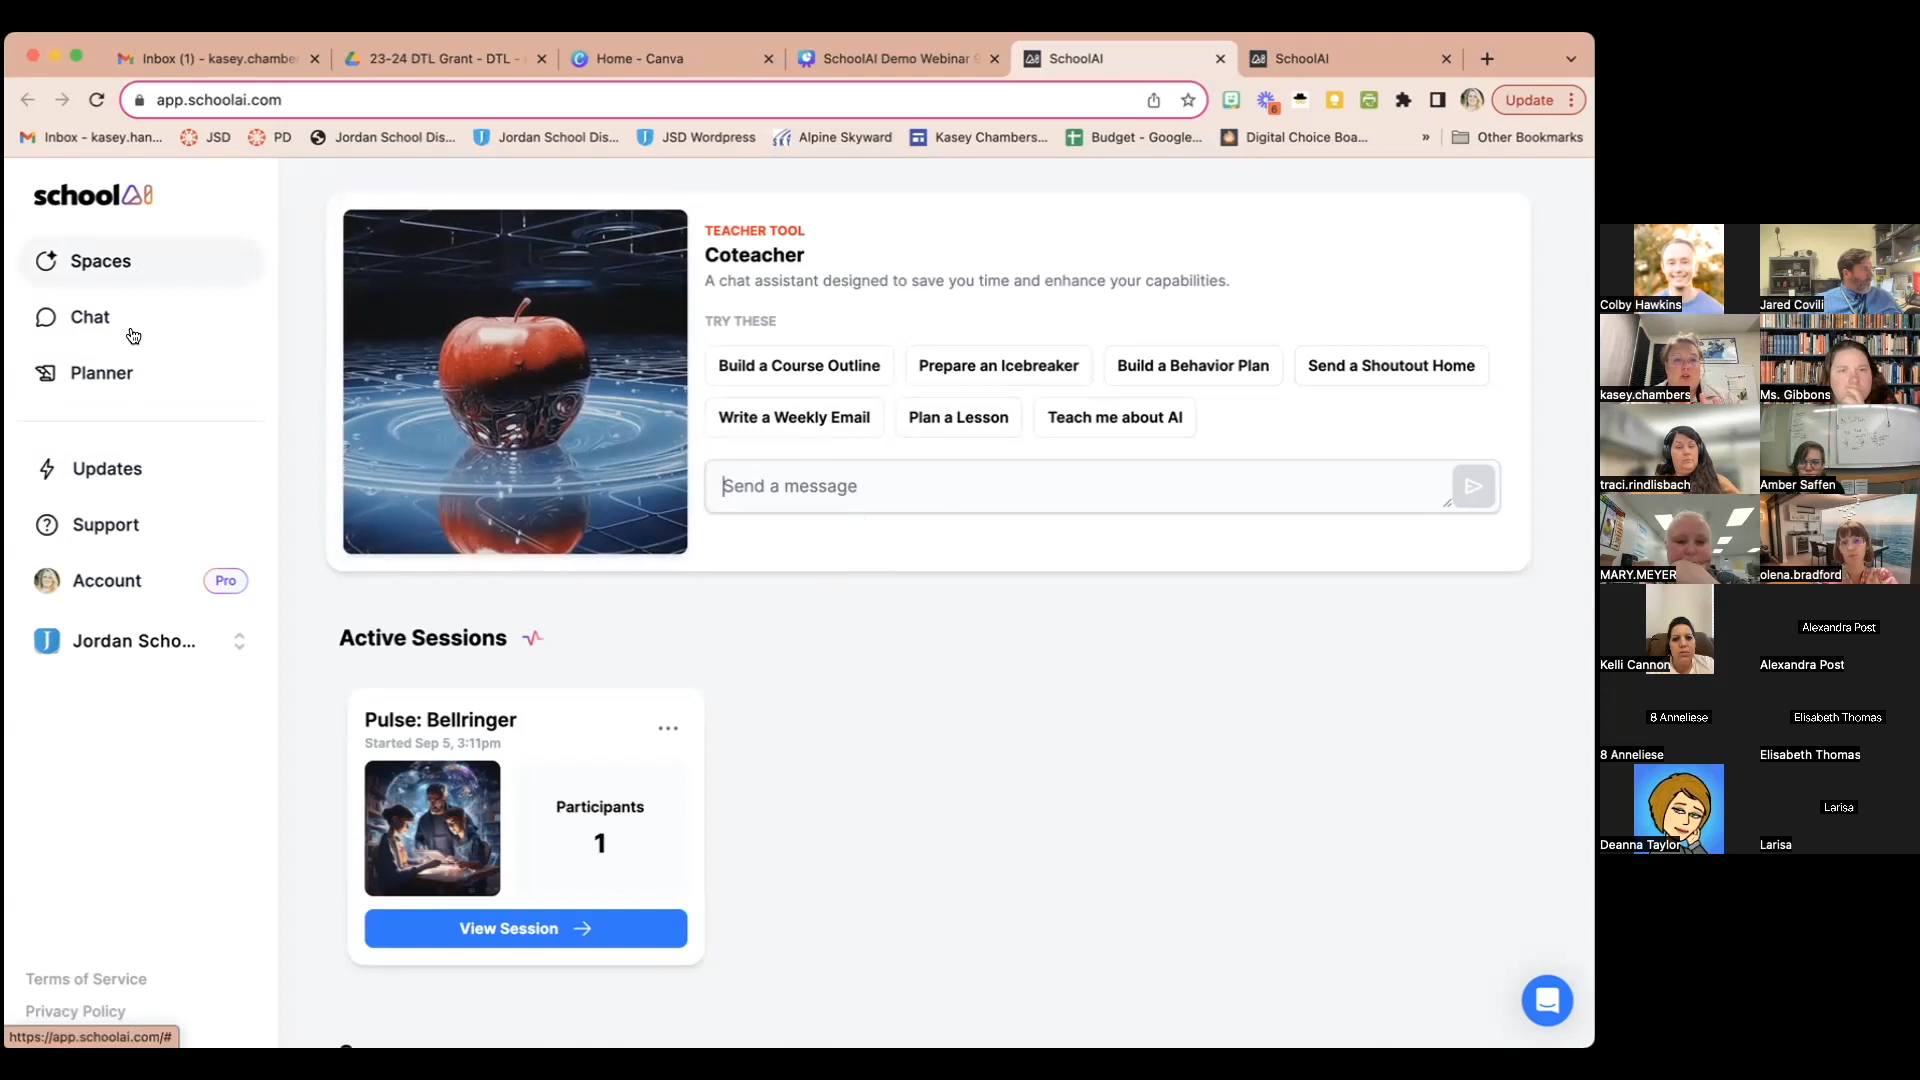 Inbox (1) - kasey.chambe
23-24 DTL Grant - DTL -
Home - Canva
SchoolAI Demo Webinar 9
SchoolAI
SchoolAI
app.schoolai.com
6
Update
Inbox - kasey.han...
JSD
PD
Jordan School Dis...
Jordan School Dis...
JSD Wordpress
Alpine Skyward
Kasey Chambers...
Budget - Google...
Digital Choice Boa...
»
Other Bookmarks
schoolAI
Spaces
Chat
Planner
Updates
Support
Account
Pro
Jordan Scho...
Terms of Service
Privacy Policy
https://app.schoolai.com/#
TEACHER TOOL
Coteacher
A chat assistant designed to save you time and enhance your capabilities.
TRY THESE
Build a Course Outline
Prepare an Icebreaker
Build a Behavior Plan
Send a Shoutout Home
Write a Weekly Email
Plan a Lesson
Teach me about AI
Send a message
Active Sessions
Pulse: Bellringer
Started Sep 5, 3:11pm
Participants
1
View Session
Colby Hawkins
Jared Covili
kasey.chambers
Ms. Gibbons
traci.rindlisbach
Amber Saffen
MARY.MEYER
olena.bradford
Kelli Cannon
Alexandra Post
Alexandra Post
8 Anneliese
8 Anneliese
Elisabeth Thomas
Elisabeth Thomas
Deanna Taylor
Larisa
Larisa